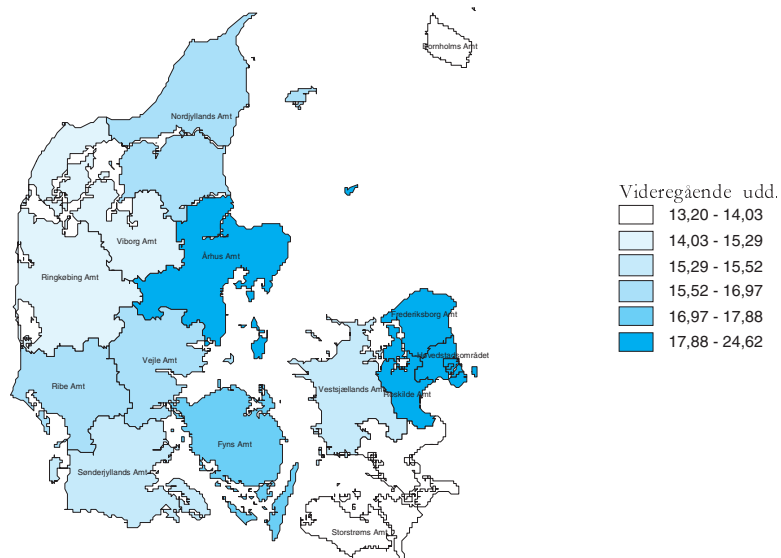 Bornholms Amt
Nordjyllands Amt
Viborg Amt
Århus Amt
Ringkøbing Amt
Frederiksborg Amt
Hovedstadsområdet
Vejle Amt
Ribe Amt
Vestsjællands Amt
Roskilde Amt
Fyns Amt
Sønderjyllands Amt
Storstrøms Amt
Videregående udd.
13,20 - 14,03
14,03 - 15,29
15,29 - 15,52
15,52 - 16,97
16,97 - 17,88
17,88 - 24,62